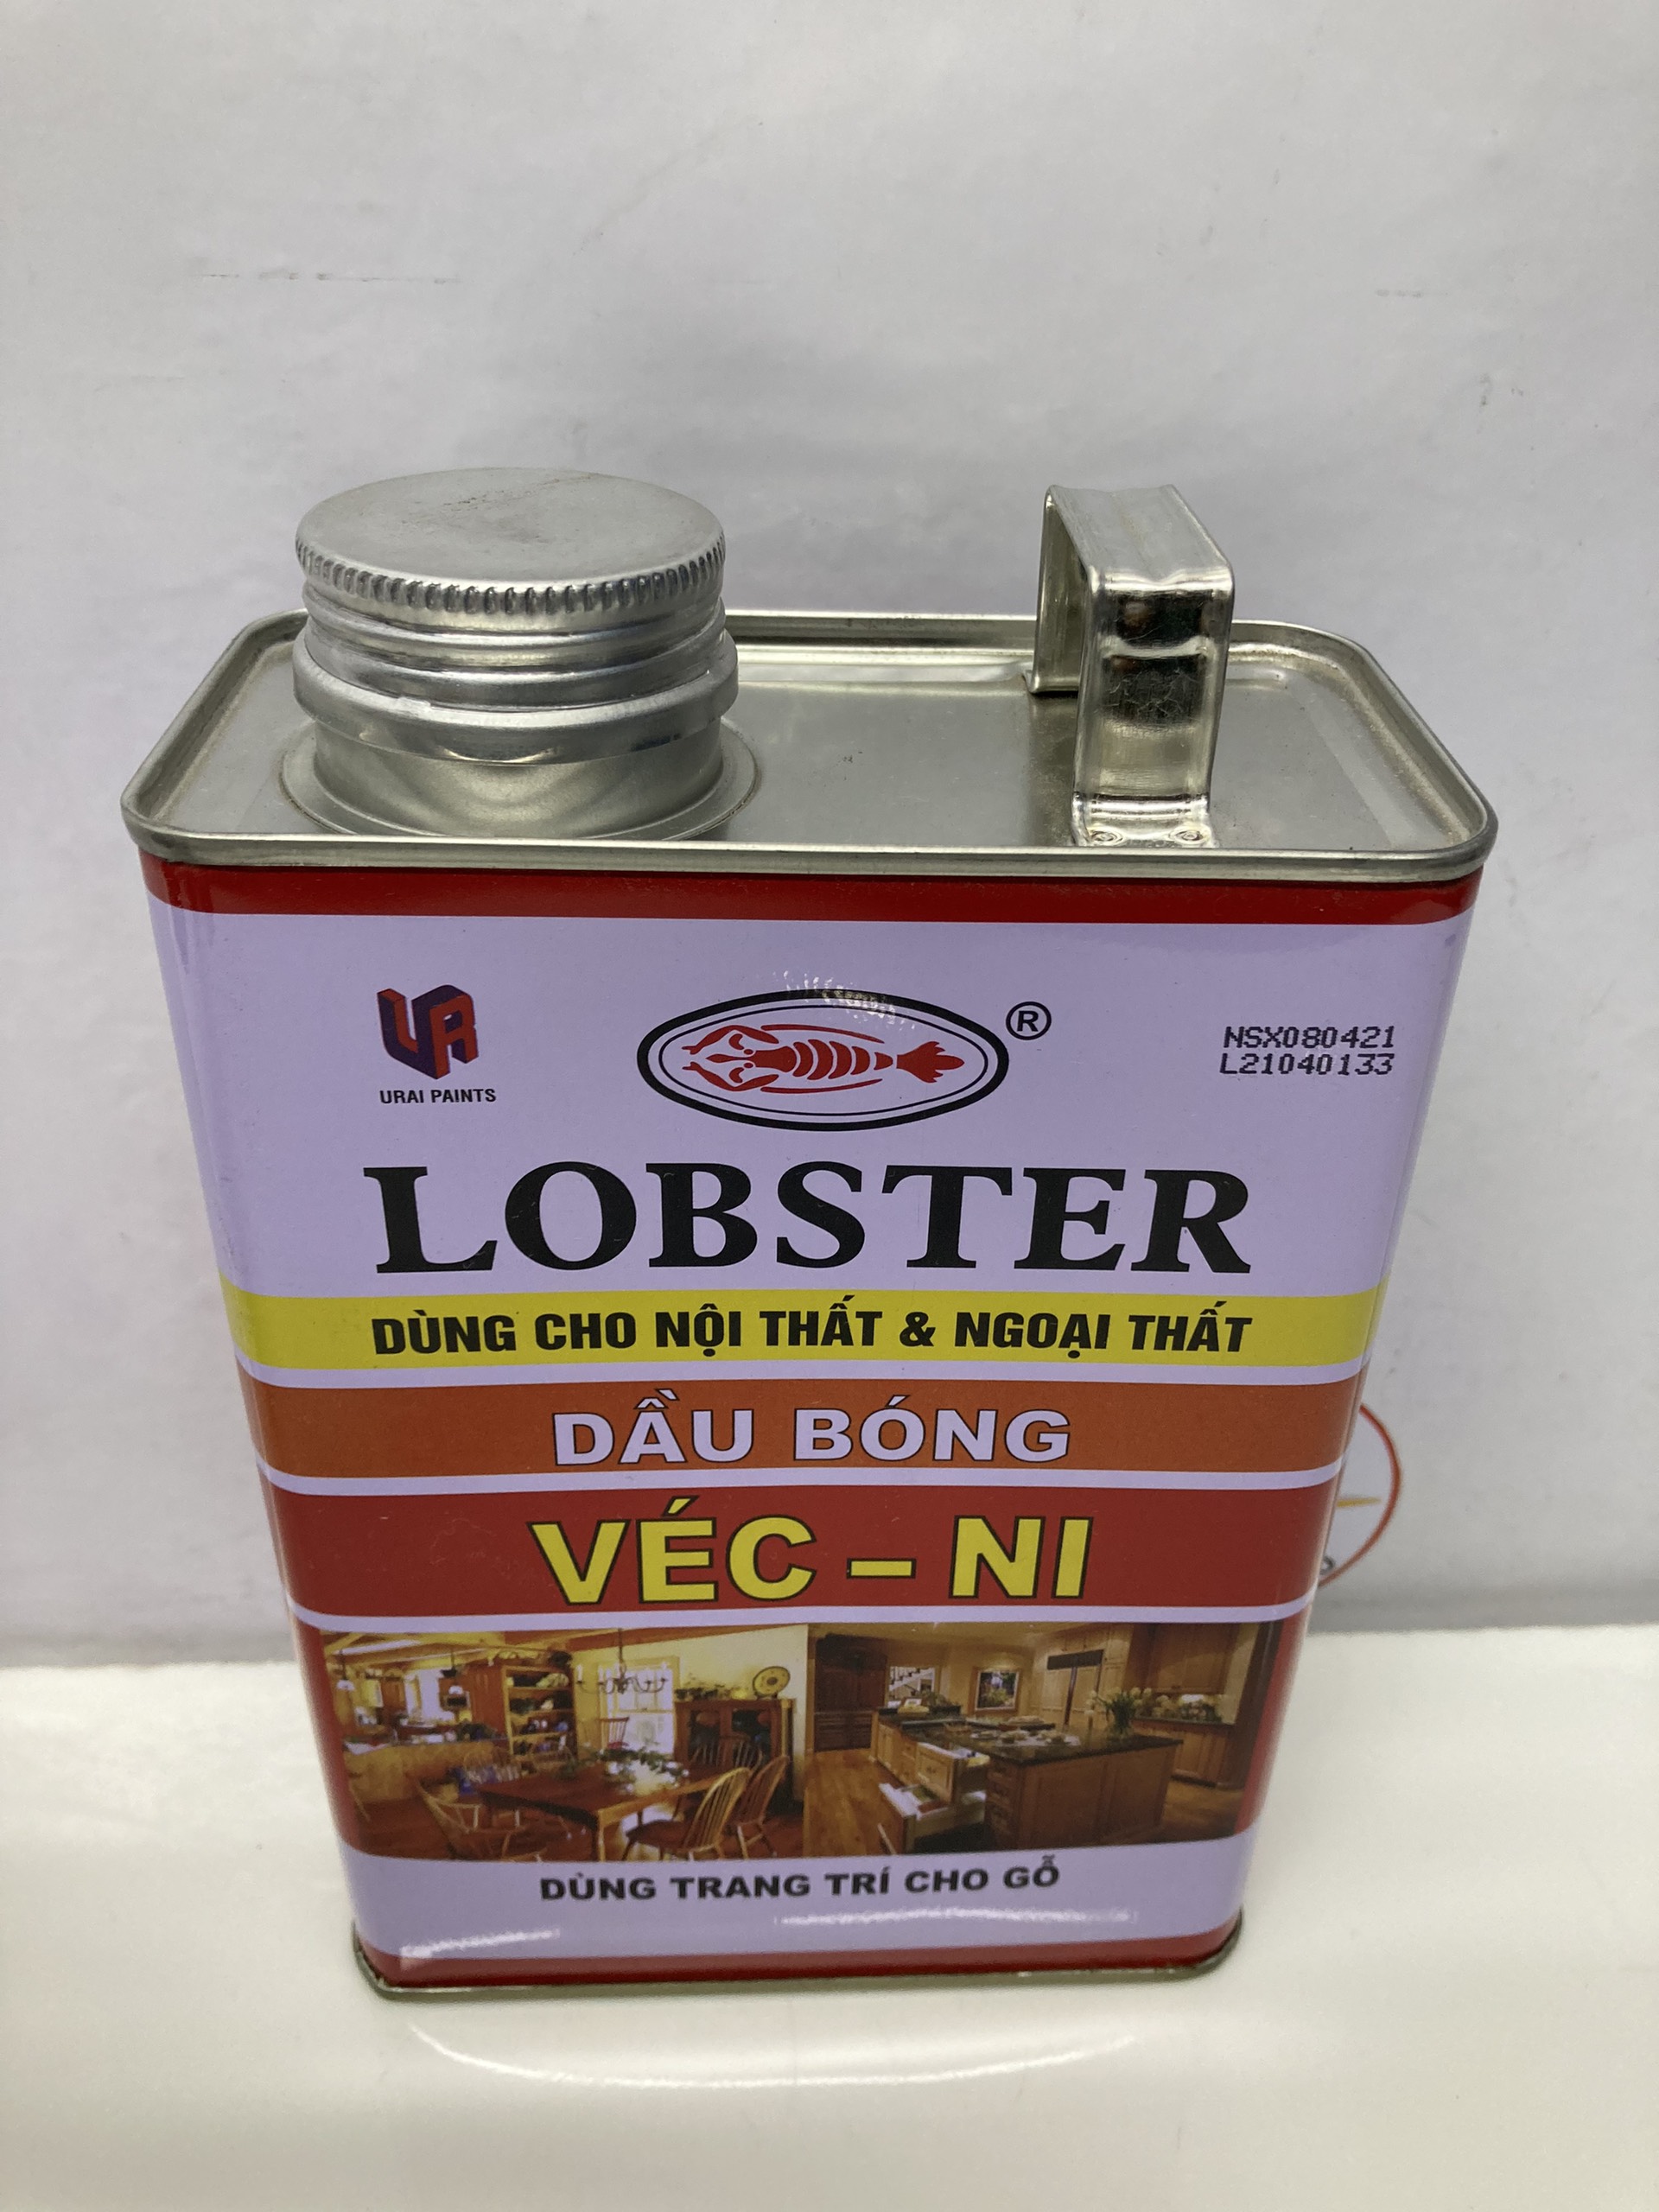 UR
URAI PAINTS
®
NSX080421
L21040133
LOBSTER
DÙNG CHO NỘI THẤT & NGOẠI THẤT
DẦU BÓNG
VÉC – NI
DÙNG TRANG TRÍ CHO GỖ